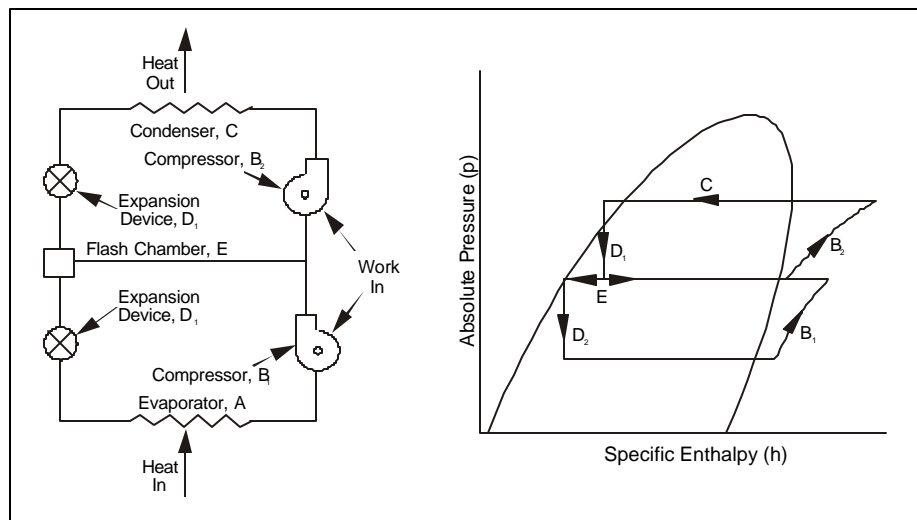 Heat
Out
Condenser, C
Compressor, B2
Expansion
Device, D1
Flash Chamber, E
Work
In
Expansion
Device, D1
Compressor, B1
Evaporator, A
Heat
In
Absolute Pressure (p)
C
D1
B2
E
D2
B1
Specific Enthalpy (h)